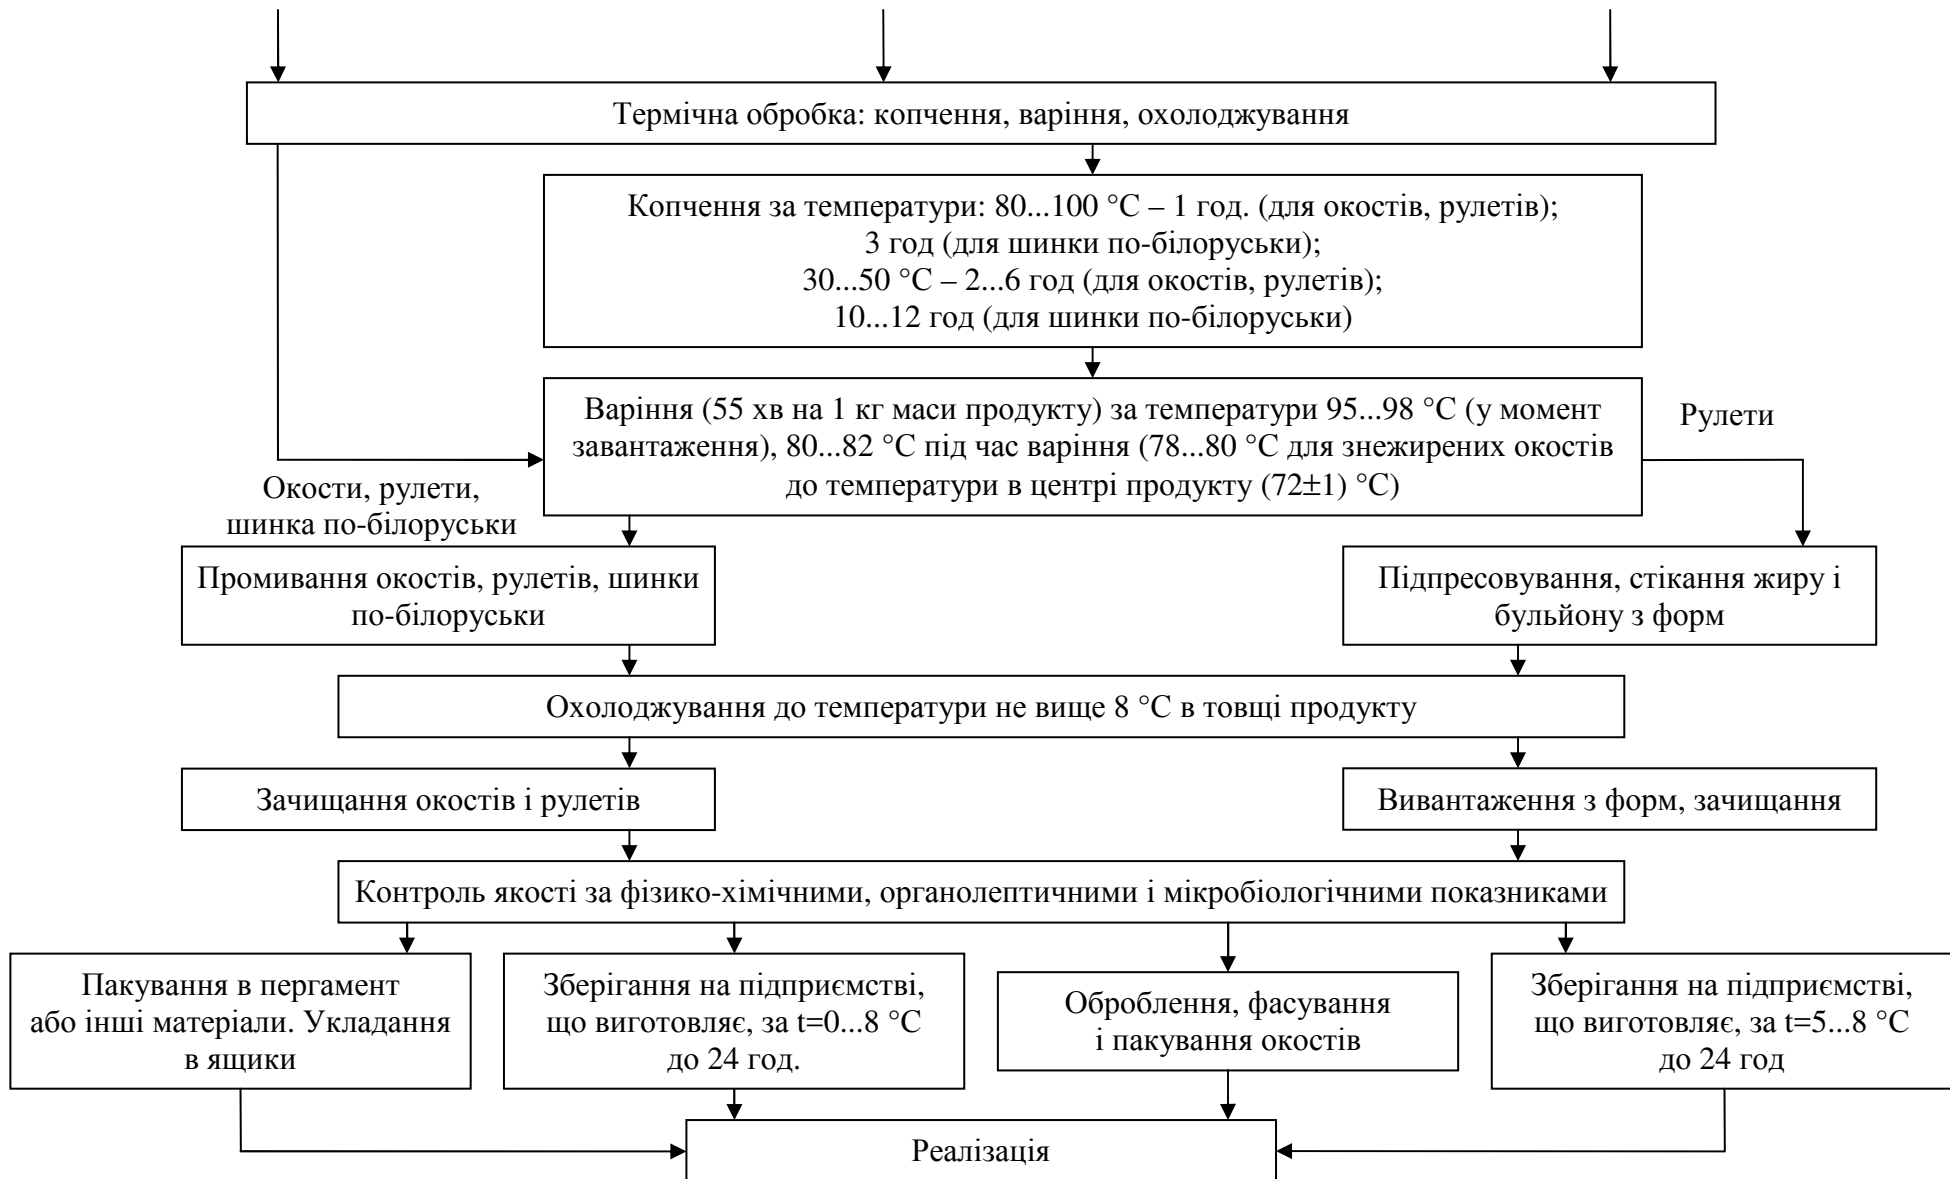 Термічна обробка: копчення, варіння, охолоджування
Копчення за температури: 80...100 °С – 1 год. (для окостів, рулетів);
3 год (для шинки по-білоруськи);
30...50 °С – 2...6 год (для окостів, рулетів);
10...12 год (для шинки по-білоруськи)
Варіння (55 хв на 1 кг маси продукту) за температури 95...98 °С (у момент
завантаження), 80...82 °С під час варіння (78...80 °С для знежирених окостів
до температури в центрі продукту (72±1) °С)
Рулети
Окости, рулети,
шинка по-білоруськи
Промивання окостів, рулетів, шинки
по-білоруськи
Підпресовування, стікання жиру і
бульйону з форм
Охолоджування до температури не вище 8 °С в товщі продукту
Зачищання окостів і рулетів
Вивантаження з форм, зачищання
Контроль якості за фізико-хімічними, органолептичними і мікробіологічними показниками
Пакування в пергамент
або інші матеріали. Укладання
в ящики
Зберігання на підприємстві,
що виготовляє, за t=0...8 °С
до 24 год.
Оброблення, фасування
і пакування окостів
Зберігання на підприємстві,
що виготовляє, за t=5...8 °С
до 24 год
Реалізація